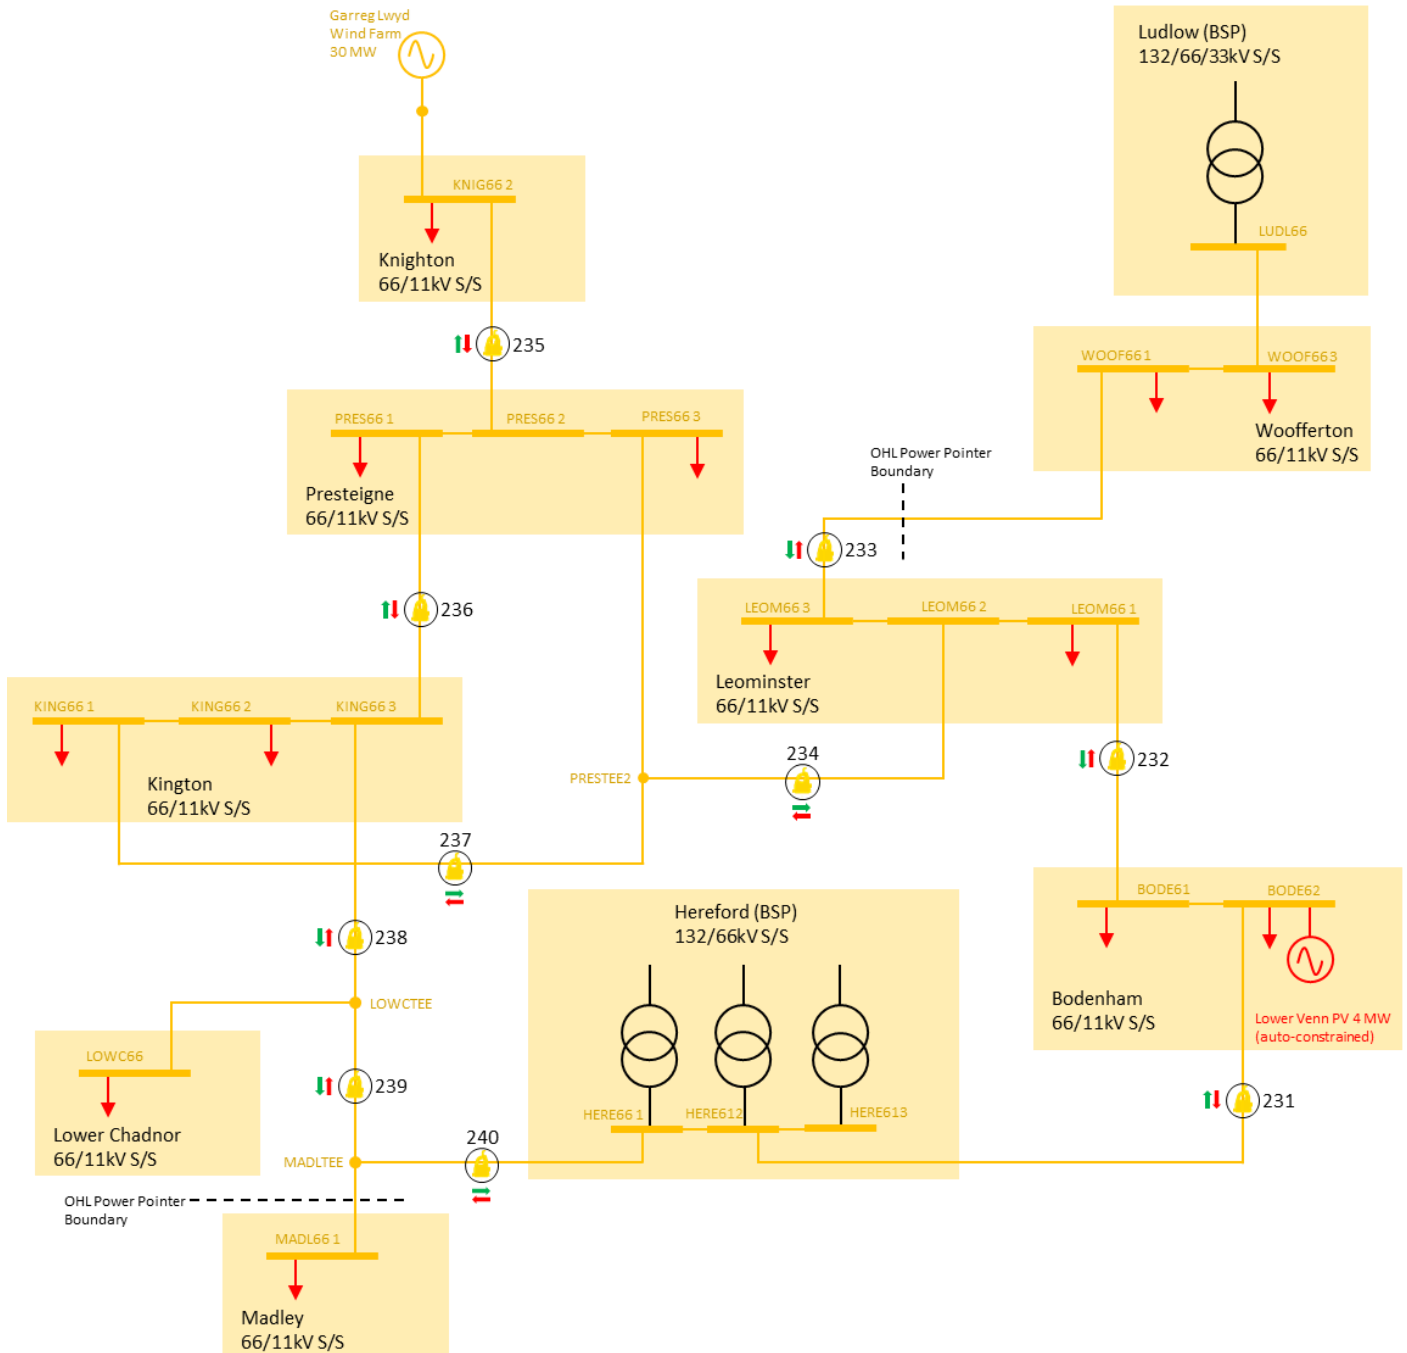 Garreg Lwyd
Wind Farm
30 MW
Ludlow (BSP)
132/66/33kV S/S
LUDL66
KNIG66 2
Knighton
66/11kV S/S
235
WOOF661
WOOF663
Woofferton
66/11kV S/S
PRES66 1
PRES66 2
PRES66 3
Presteigne
66/11kV S/S
OHL Power Pointer
Boundary
233
236
LEOM66 3
LEOM66 2
LEOM66 1
Leominster
66/11kV S/S
KING66 1
KING66 2
KING66 3
Kington
66/11kV S/S
234
232
PRESTEE2
237
BODE61
BODE62
Bodenham
66/11kV S/S
Lower Venn PV 4 MW
(auto-constrained)
Hereford (BSP)
132/66kV S/S
238
LOWCTEE
LOWC66
Lower Chadnor
66/11kV S/S
239
HERE66 1
HERE612
HERE613
231
240
MADLTEE
OHL Power Pointer
Boundary
MADL66 1
Madley
66/11kV S/S